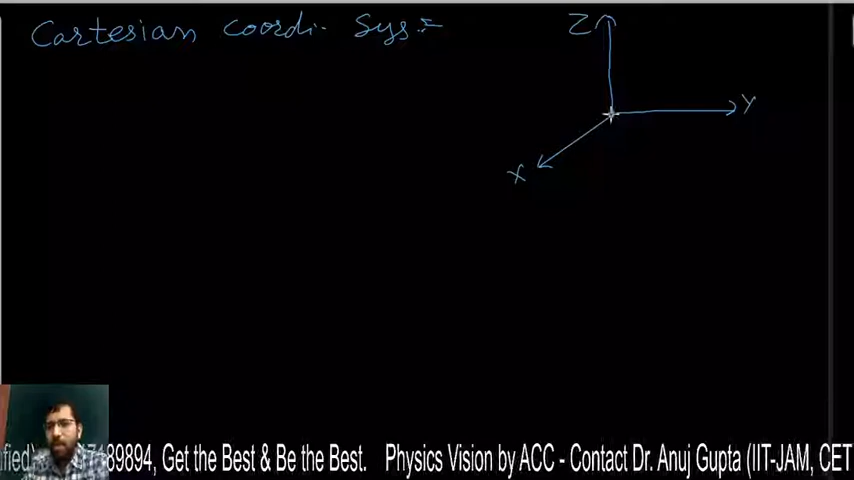 Cartesian coordi. Sys:-
Z
Y
X
89894, Get the Best & Be the Best. Physics Vision by ACC - Contact Dr. Anuj Gupta (IIT-JAM, CET